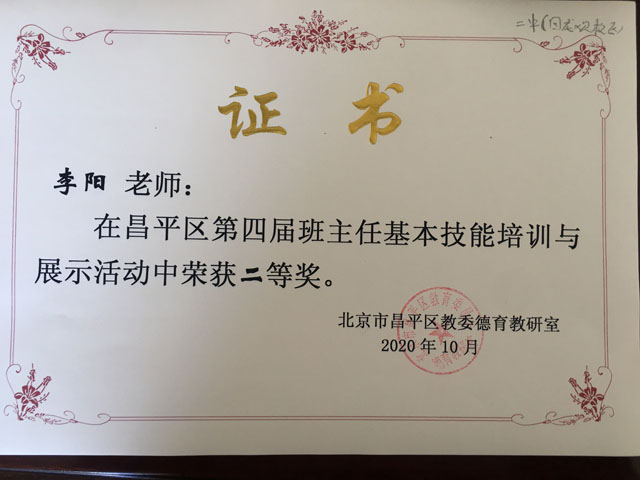 证书
李阳 老师：
在昌平区第四届班主任基本技能培训与
展示活动中荣获二等奖。
北京市昌平区教委德育教研室
2020年10月